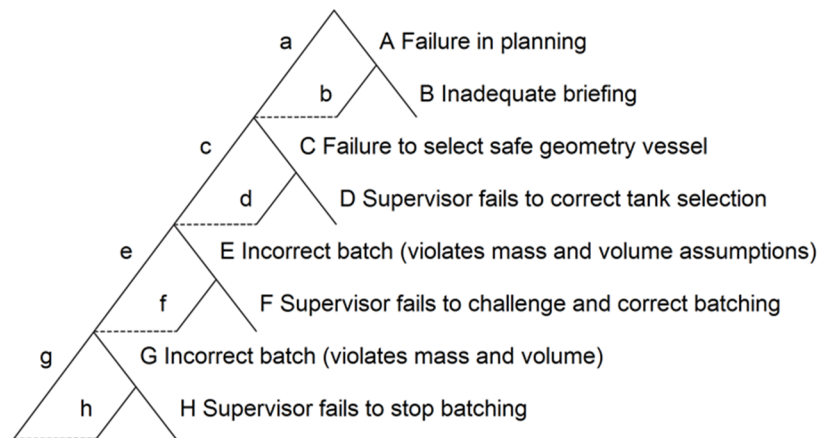 a A Failure in planning
b B Inadequate briefing
c C Failure to select safe geometry vessel
d D Supervisor fails to correct tank selection
e E Incorrect batch (violates mass and volume assumptions)
f F Supervisor fails to challenge and correct batching
g G Incorrect batch (violates mass and volume)
h H Supervisor fails to stop batching